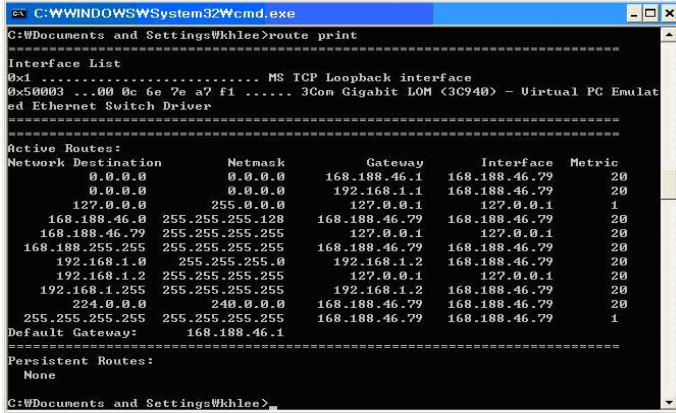 C:₩WINDOWS₩System32₩cmd.exe
C:₩Documents and Settings₩khlee>route print
===========================================================================
Interface List
0x1 ........................... MS TCP Loopback interface
0x50003 ...00 0c 6e 7e a7 f1 ...... 3Com Gigabit LOM (3C940) - Virtual PC Emulat
ed Ethernet Switch Driver
===========================================================================
===========================================================================
Active Routes:
Network Destination        Netmask          Gateway       Interface  Metric
0.0.0.0          0.0.0.0     168.188.46.1   168.188.46.79       20
0.0.0.0          0.0.0.0      192.168.1.1   168.188.46.79       20
127.0.0.0        255.0.0.0        127.0.0.1       127.0.0.1       1
168.188.46.0  255.255.255.128    168.188.46.79   168.188.46.79       20
168.188.46.79  255.255.255.255        127.0.0.1       127.0.0.1       20
168.188.255.255  255.255.255.255    168.188.46.79   168.188.46.79       20
192.168.1.0    255.255.255.0      192.168.1.2   168.188.46.79       20
192.168.1.2  255.255.255.255        127.0.0.1       127.0.0.1       20
192.168.1.255  255.255.255.255      192.168.1.2   168.188.46.79       20
224.0.0.0        240.0.0.0    168.188.46.79   168.188.46.79       20
255.255.255.255  255.255.255.255    168.188.46.79   168.188.46.79       1
Default Gateway:      168.188.46.1
===========================================================================
Persistent Routes:
None
C:₩Documents and Settings₩khlee>_